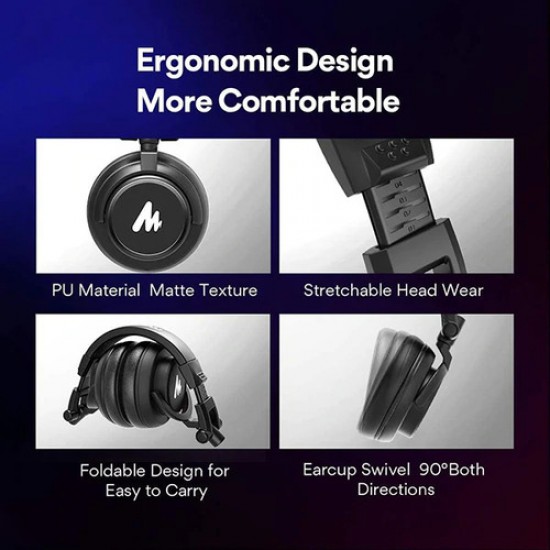 Ergonomic Design
More Comfortable
PU Material Matte Texture
Stretchable Head Wear
Foldable Design for
Easy to Carry
Earcup Swivel 90°Both
Directions